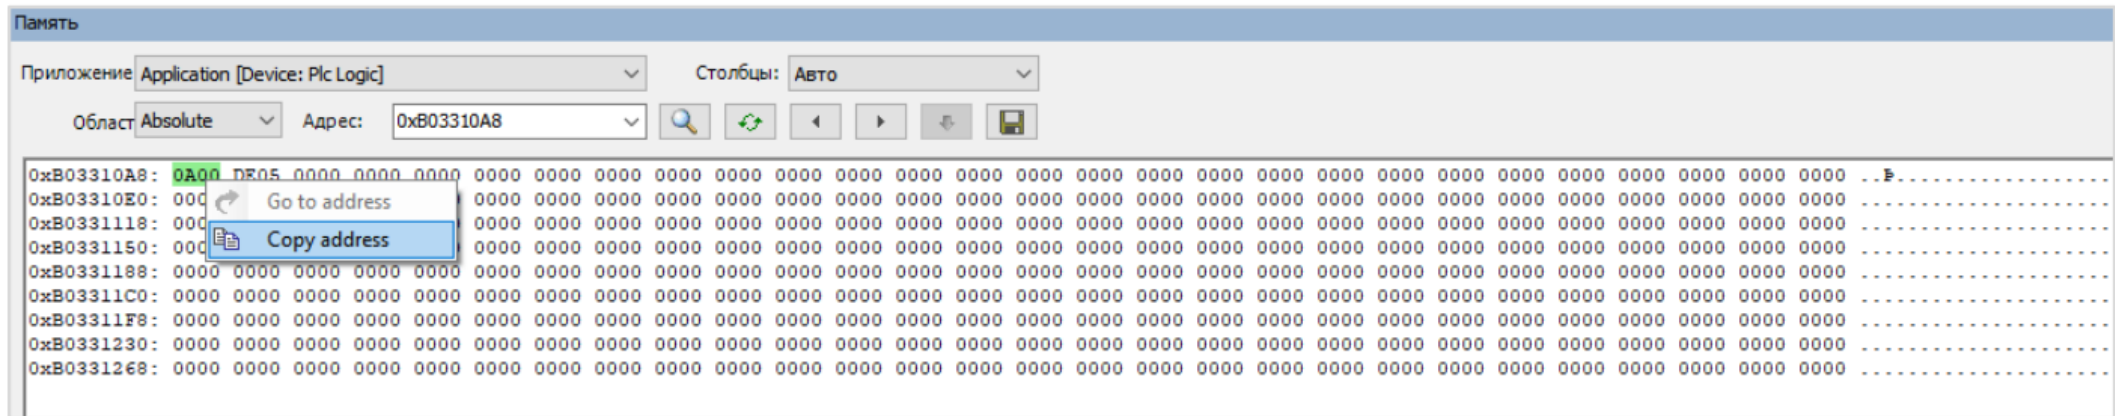 Память
Приложение Application [Device: Plc Logic] Столбцы: Авто
Област Absolute Адрес: 0xB03310A8
0xB03310A8: 0A00 DE05 0000 0000 0000 0000 0000 0000 0000 0000 0000 0000 0000 0000 0000 0000 0000 0000 0000 0000 0000 0000 0000 0000 0000 0000 0000 0000 ..Þ..................
0xB03310E0: 000 0000 0000 0000 0000 0000 0000 0000 0000 0000 0000 0000 0000 0000 0000 0000 0000 0000 0000 0000 0000 0000 0000 0000 .....................
0xB0331118: 000 0000 0000 0000 0000 0000 0000 0000 0000 0000 0000 0000 0000 0000 0000 0000 0000 0000 0000 0000 0000 0000 0000 0000 .....................
0xB0331150: 000 0000 0000 0000 0000 0000 0000 0000 0000 0000 0000 0000 0000 0000 0000 0000 0000 0000 0000 0000 0000 0000 0000 0000 .....................
0xB0331188: 0000 0000 0000 0000 0000 0000 0000 0000 0000 0000 0000 0000 0000 0000 0000 0000 0000 0000 0000 0000 0000 0000 0000 0000 0000 0000 0000 0000 .....................
0xB03311C0: 0000 0000 0000 0000 0000 0000 0000 0000 0000 0000 0000 0000 0000 0000 0000 0000 0000 0000 0000 0000 0000 0000 0000 0000 0000 0000 0000 0000 .....................
0xB03311F8: 0000 0000 0000 0000 0000 0000 0000 0000 0000 0000 0000 0000 0000 0000 0000 0000 0000 0000 0000 0000 0000 0000 0000 0000 0000 0000 0000 0000 .....................
0xB0331230: 0000 0000 0000 0000 0000 0000 0000 0000 0000 0000 0000 0000 0000 0000 0000 0000 0000 0000 0000 0000 0000 0000 0000 0000 0000 0000 0000 0000 .....................
0xB0331268: 0000 0000 0000 0000 0000 0000 0000 0000 0000 0000 0000 0000 0000 0000 0000 0000 0000 0000 0000 0000 0000 0000 0000 0000 0000 0000 0000 0000 .....................
Go to address
Copy address